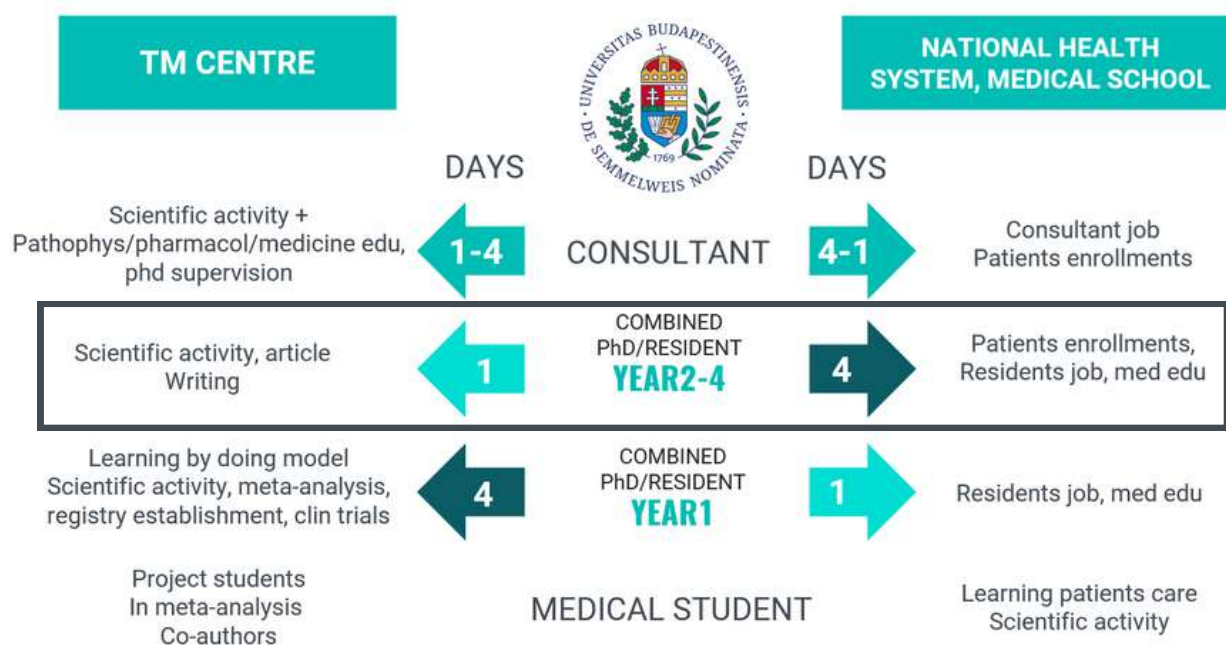 TM CENTRE
UNIVERSITAS BUDAPESTINENSIS
DE SEMMELWEIS NOMINATA
1769
NATIONAL HEALTH
SYSTEM, MEDICAL SCHOOL
DAYS
DAYS
Scientific activity +
Pathophys/pharmacol/medicine edu,
phd supervision
1-4
CONSULTANT
4-1
Consultant job
Patients enrollments
Scientific activity, article
Writing
1
COMBINED
PhD/RESIDENT
YEAR2-4
4
Patients enrollments,
Residents job, med edu
Learning by doing model
Scientific activity, meta-analysis,
registry establishment, clin trials
4
COMBINED
PhD/RESIDENT
YEAR1
1
Residents job, med edu
Project students
In meta-analysis
Co-authors
MEDICAL STUDENT
Learning patients care
Scientific activity